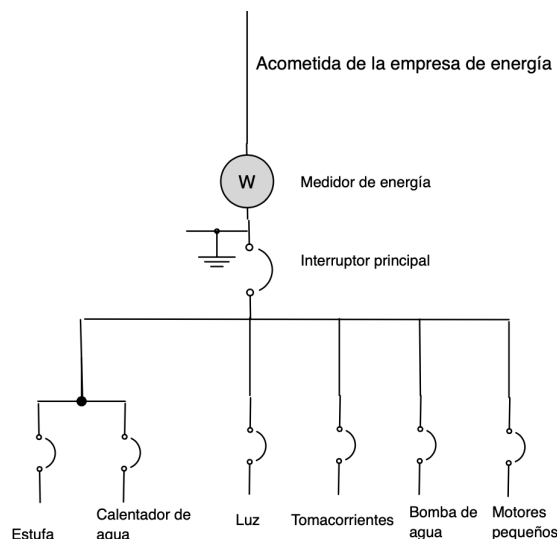 Acometida de la empresa de energía
W
Medidor de energía
Interruptor principal
Estufa
Calentador de
agua
Luz
Tomacorrientes
Bomba de
agua
Motores
pequeños